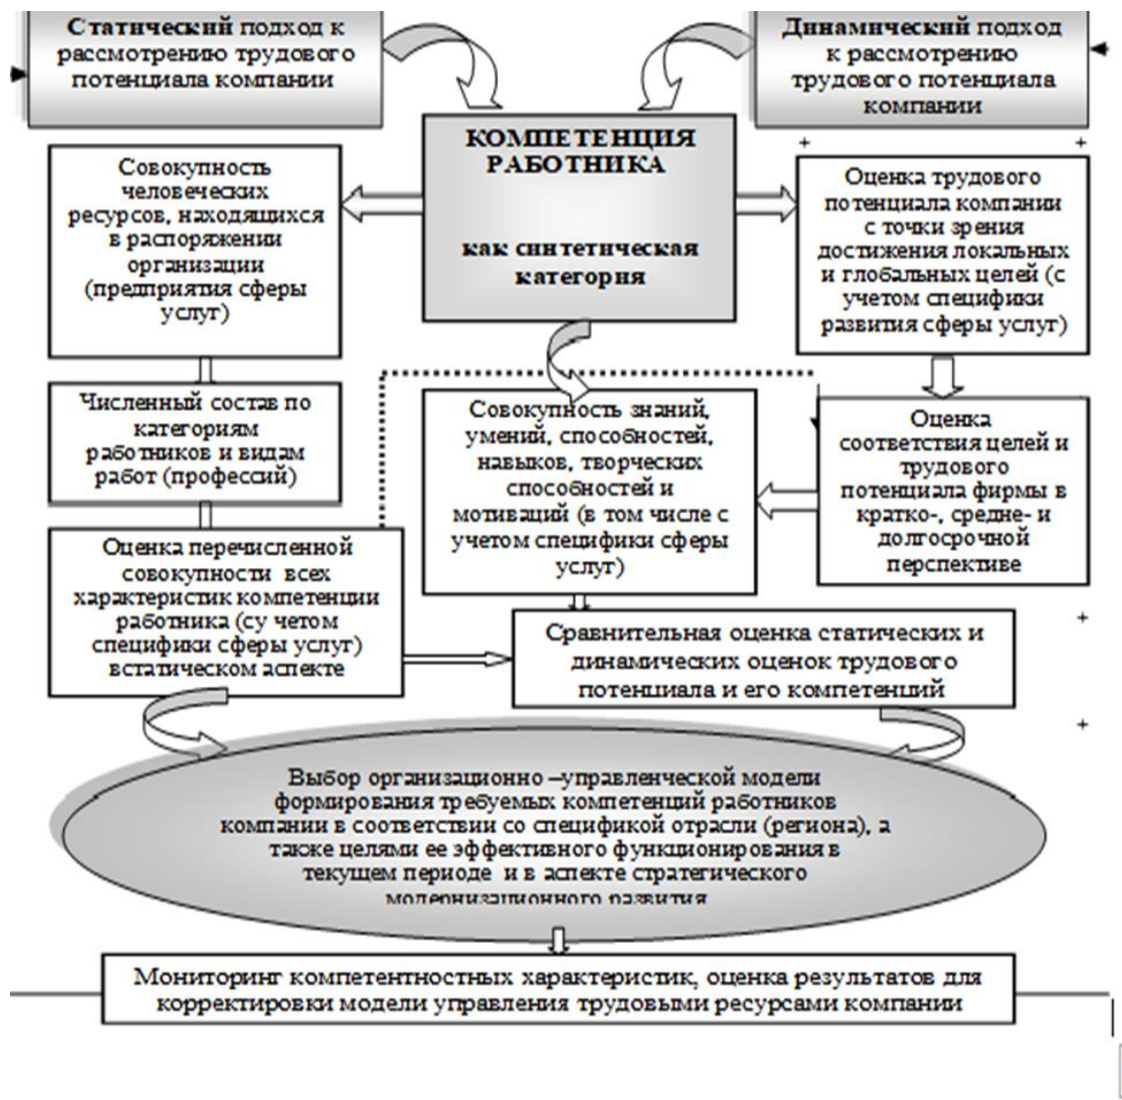 Статический подход к
рассмотрению трудового
потенциала компании
Динамический подход
к рассмотрению
трудового потенциала
компании
КОМПЕТЕНЦИЯ
РАБОТНИКА
как синтетическая
категория
Совокупность
человеческих
ресурсов, находящихся
в распоряжении
организации
(предприятия сферы
услуг)
Оценка трудового
потенциала компании
с точки зрения
достижения локальных
и глобальных целей (с
учетом специфики
развития сферы услуг)
Численный состав по
категориям
работников и видам
работ (профессий)
Совокупность знаний,
умений, способностей,
навыков, творческих
способностей и
мотиваций (в том числе с
учетом специфики сферы
услуг)
Оценка
соответствия целей и
трудового
потенциала фирмы в
кратко-, средне- и
долгосрочной
перспективе
Оценка перечисленной
совокупности всех
характеристик компетенции
работника (су четом
специфики сферы услуг)
встатическом аспекте
Сравнительная оценка статических и
динамических оценок трудового
потенциала и его компетенций
Выбор организационно –управленческой модели
формирования требуемых компетенций работников
компании в соответствии со спецификой отрасли (региона), а
также целями ее эффективного функционирования в
текущем периоде и в аспекте стратегического
модернизационного развития
Мониторинг компетентностных характеристик, оценка результатов для
корректировки модели управления трудовыми ресурсами компании